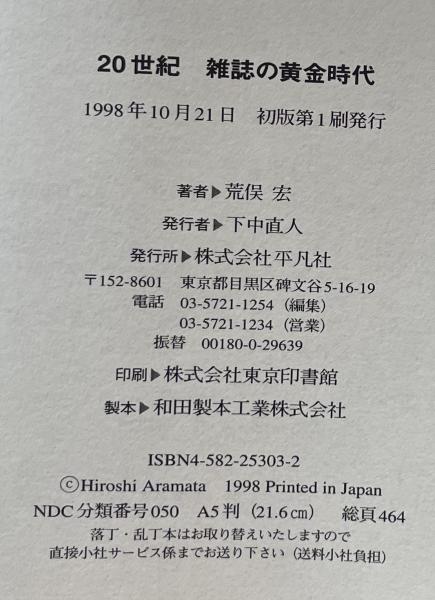 20世紀　雑誌の黄金時代
1998年10月21日　初版第1刷発行
著者▶荒俣 宏
発行者▶下中直人
発行所▶株式会社平凡社
〒152-8601　東京都目黒区碑文谷5-16-19
電話　03-5721-1254（編集）
03-5721-1234（営業）
振替　00180-0-29639
印刷▶株式会社東京印書館
製本▶和田製本工業株式会社
ISBN4-582-25303-2
©Hiroshi Aramata　1998 Printed in Japan
NDC分類番号050　A5判（21.6㎝）　総頁464
落丁・乱丁本はお取り替えいたしますので
直接小社サービス係までお送り下さい（送料小社負担）